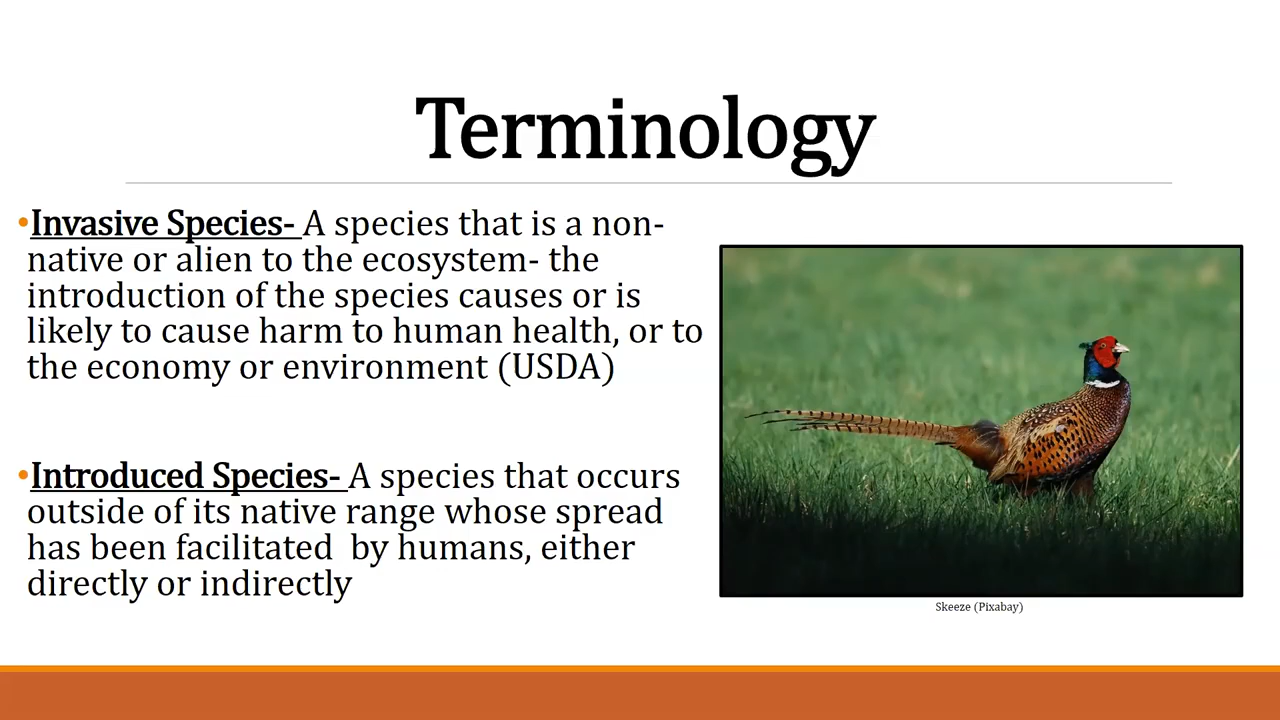 Terminology
•Invasive Species- A species that is a non-
native or alien to the ecosystem- the
introduction of the species causes or is
likely to cause harm to human health, or to
the economy or environment (USDA)
•Introduced Species- A species that occurs
outside of its native range whose spread
has been facilitated  by humans, either
directly or indirectly
Skeeze (Pixabay)